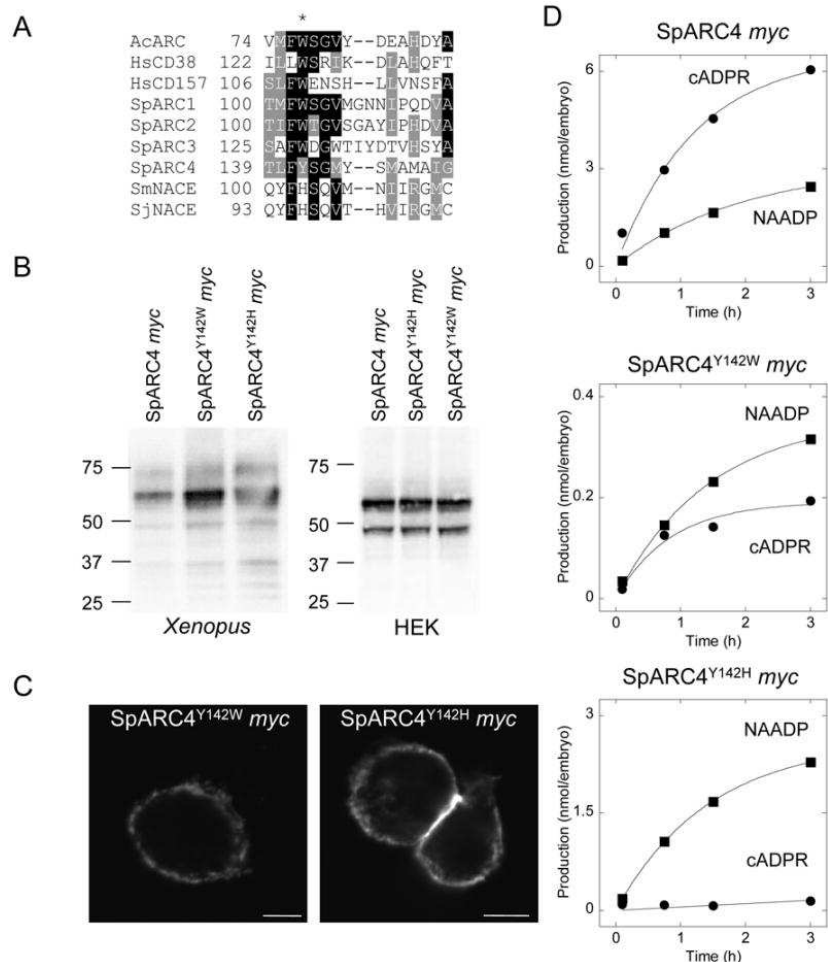 A
*
AcARC 74 VMFWSGVY--DEAHDYA
HsCD38 122 ILLWSRIK--DLAHQFT
HsCD157 106 SLFWENSH--LLVNSFA
SpARC1 100 TMFWSGVMGNNIPQDVA
SpARC2 100 TIFWTGVSGAYIPHDVA
SpARC3 125 SAFWDGWTIYDTVHSYA
SpARC4 139 TLFYSGMY--SMAMAIG
SmNACE 100 QYFHSQVM--NIIRGMC
SjNACE 93 QYFHSQVT--HVIRGMC
B
SpARC4 myc
SpARC4Y142W myc
SpARC4Y142H myc
75
50
37
25
Xenopus
SpARC4 myc
SpARC4Y142H myc
SpARC4Y142W myc
75
50
37
25
HEK
C
SpARC4Y142W myc
SpARC4Y142H myc
D
SpARC4 myc
Production (nmol/embryo)
6
3
0
cADPR
NAADP
0 1 2 3
Time (h)
SpARC4Y142W myc
Production (nmol/embryo)
0.4
0.2
0
NAADP
cADPR
0 1 2 3
Time (h)
SpARC4Y142H myc
Production (nmol/embryo)
3
1.5
0
NAADP
cADPR
0 1 2 3
Time (h)